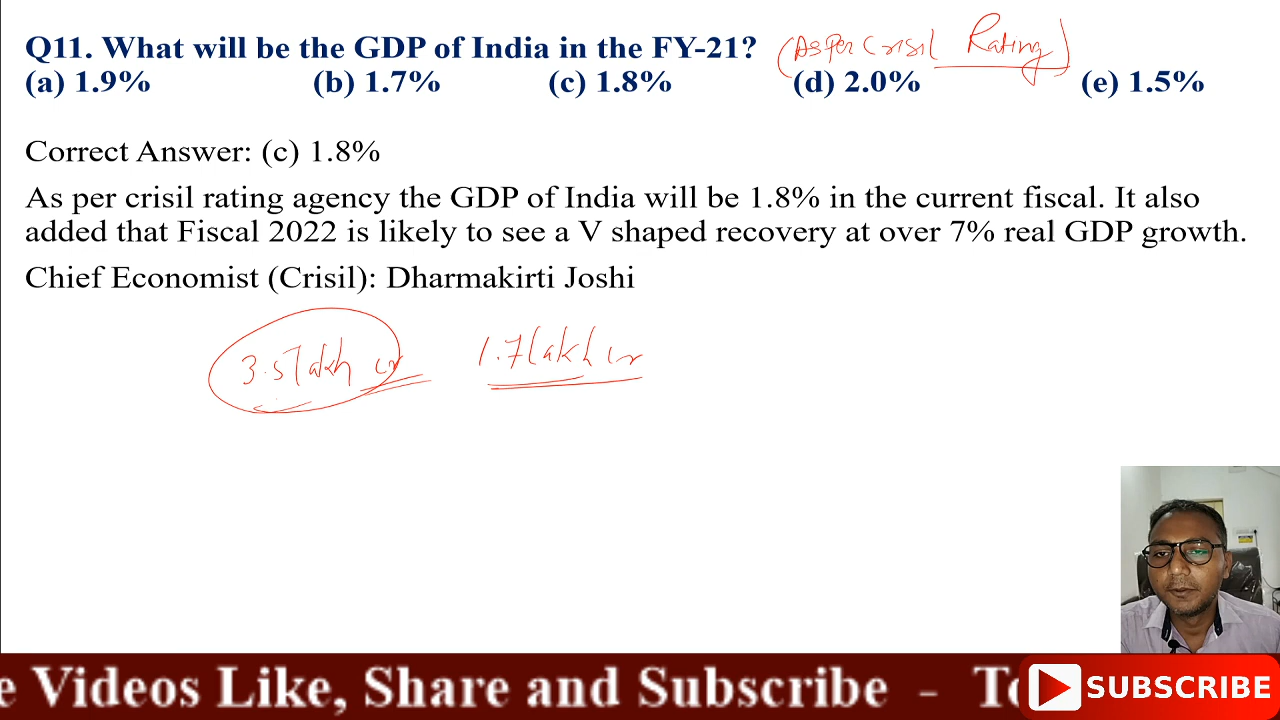 Q11. What will be the GDP of India in the FY-21? (As Per Crisil Rating)
(a) 1.9% (b) 1.7% (c) 1.8% (d) 2.0% (e) 1.5%
Correct Answer: (c) 1.8%
As per crisil rating agency the GDP of India will be 1.8% in the current fiscal. It also
added that Fiscal 2022 is likely to see a V shaped recovery at over 7% real GDP growth.
Chief Economist (Crisil): Dharmakirti Joshi
3.5 lakh cr 1.7 lakh cr
e Videos Like, Share and Subscribe - To SUBSCRIBE